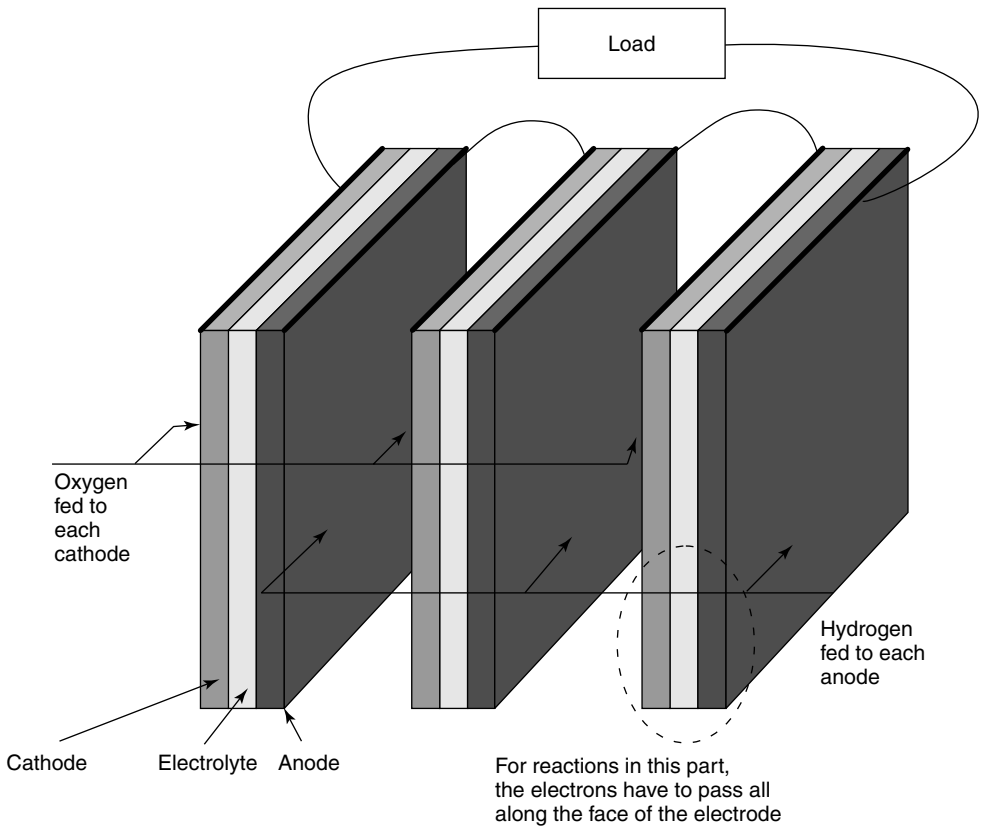 Load
Oxygen
fed to
each
cathode
Hydrogen
fed to each
anode
Cathode
Electrolyte
Anode
For reactions in this part,
the electrons have to pass all
along the face of the electrode